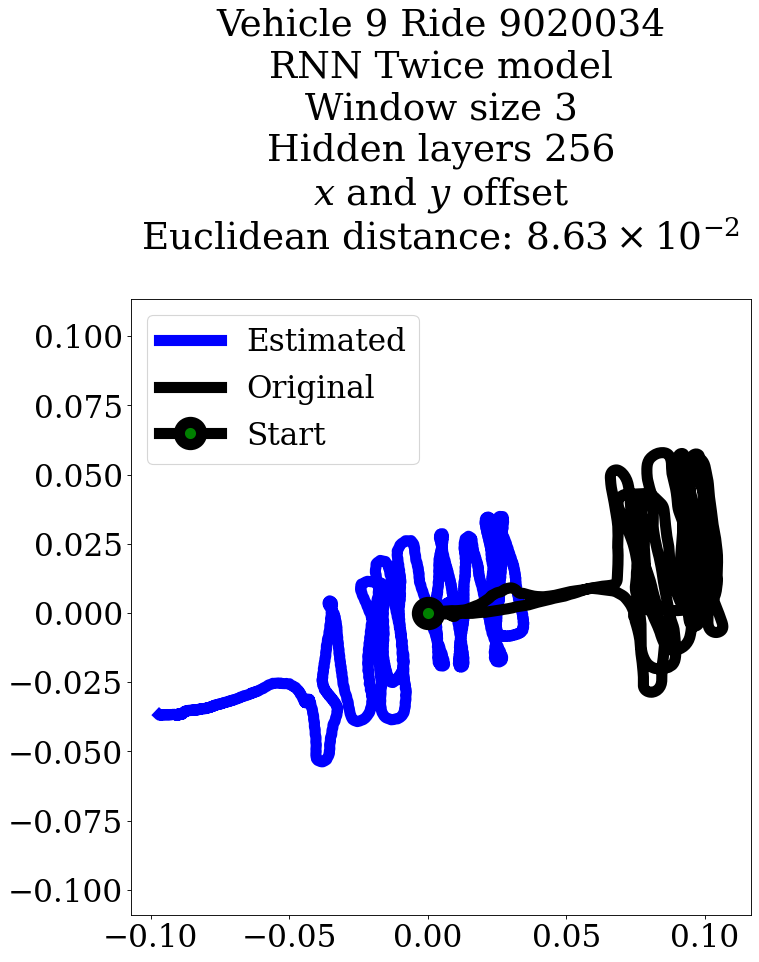 Vehicle 9 Ride 9020034
RNN Twice model
Window size 3
Hidden layers 256
x and y offset
Euclidean distance: 8.63 × 10⁻²
Estimated
Original
Start
0.100
0.075
0.050
0.025
0.000
−0.025
−0.050
−0.075
−0.100
−0.10 −0.05 0.00 0.05 0.10